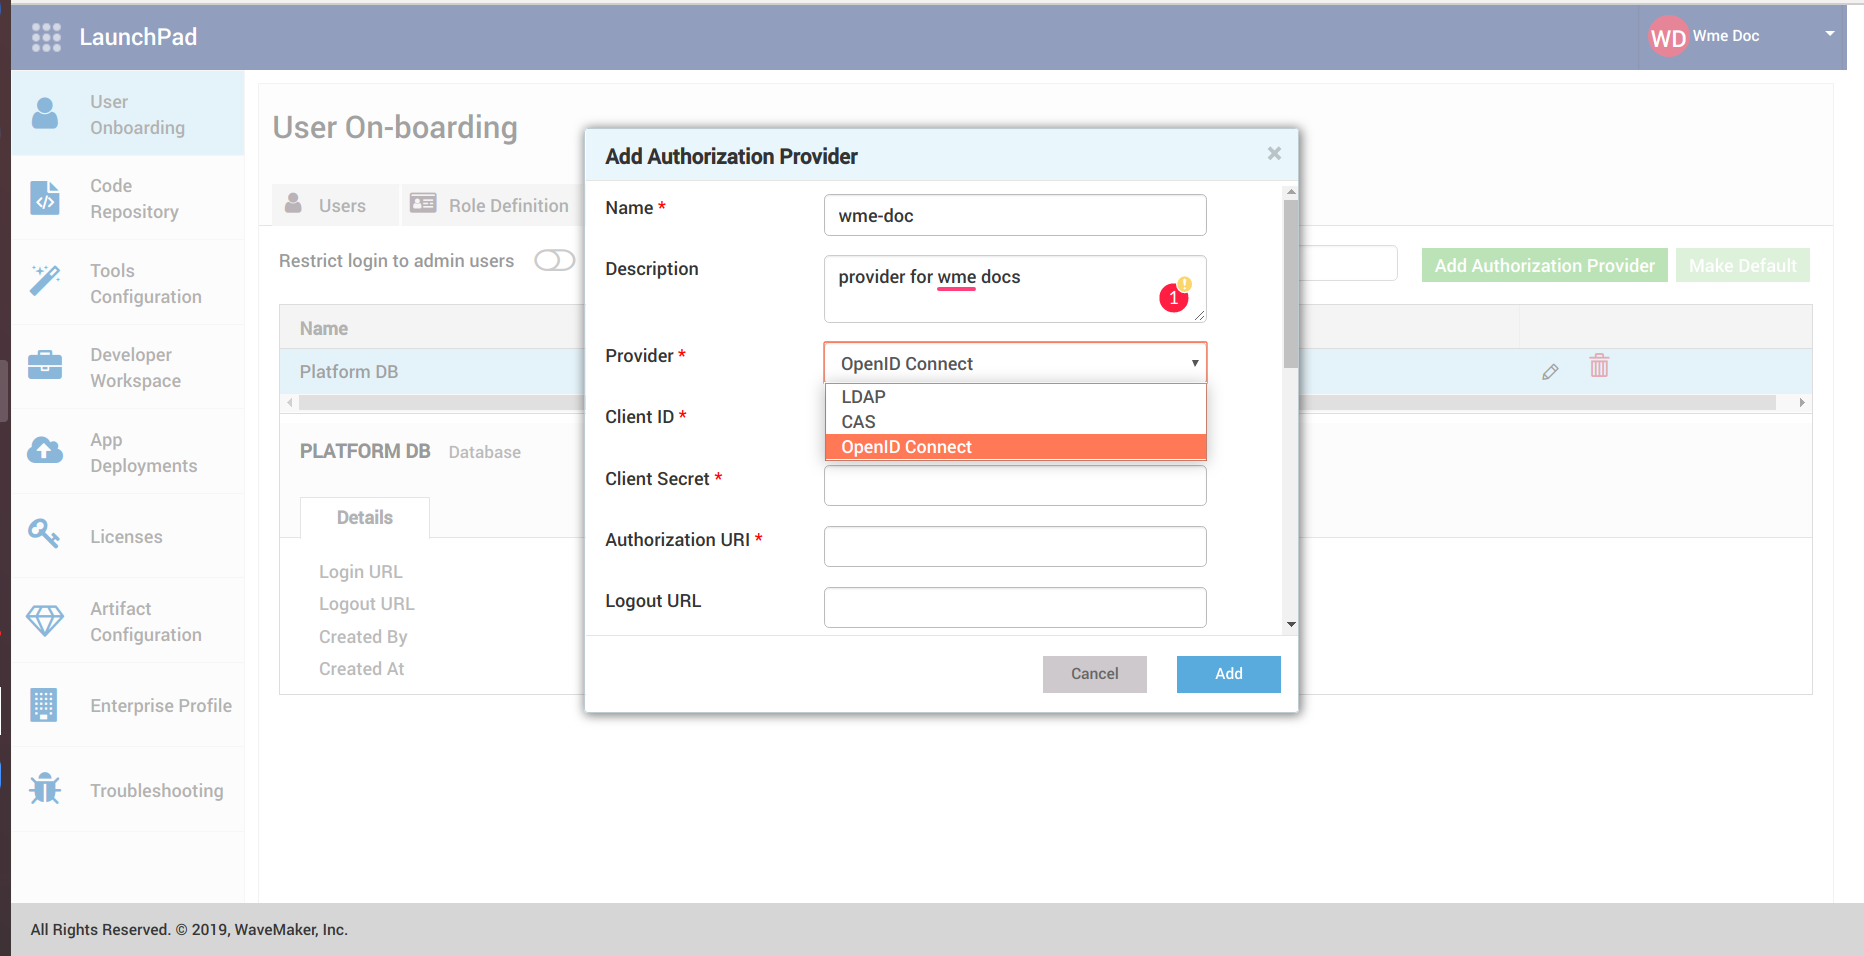 LaunchPad
WD Wme Doc
User
Onboarding
Code
Repository
Tools
Configuration
Developer
Workspace
App
Deployments
Licenses
Artifact
Configuration
Enterprise Profile
Troubleshooting
User On-boarding
Users
Role Definition
Restrict login to admin users
Add Authorization Provider
Make Default
Name
Platform DB
PLATFORM DB Database
Details
Login URL
Logout URL
Created By
Created At
Add Authorization Provider
×
Name *
wme-doc
Description
provider for wme docs
1
!
Provider *
OpenID Connect
LDAP
CAS
OpenID Connect
Client ID *
Client Secret *
Authorization URI *
Logout URL
Cancel
Add
All Rights Reserved. © 2019, WaveMaker, Inc.